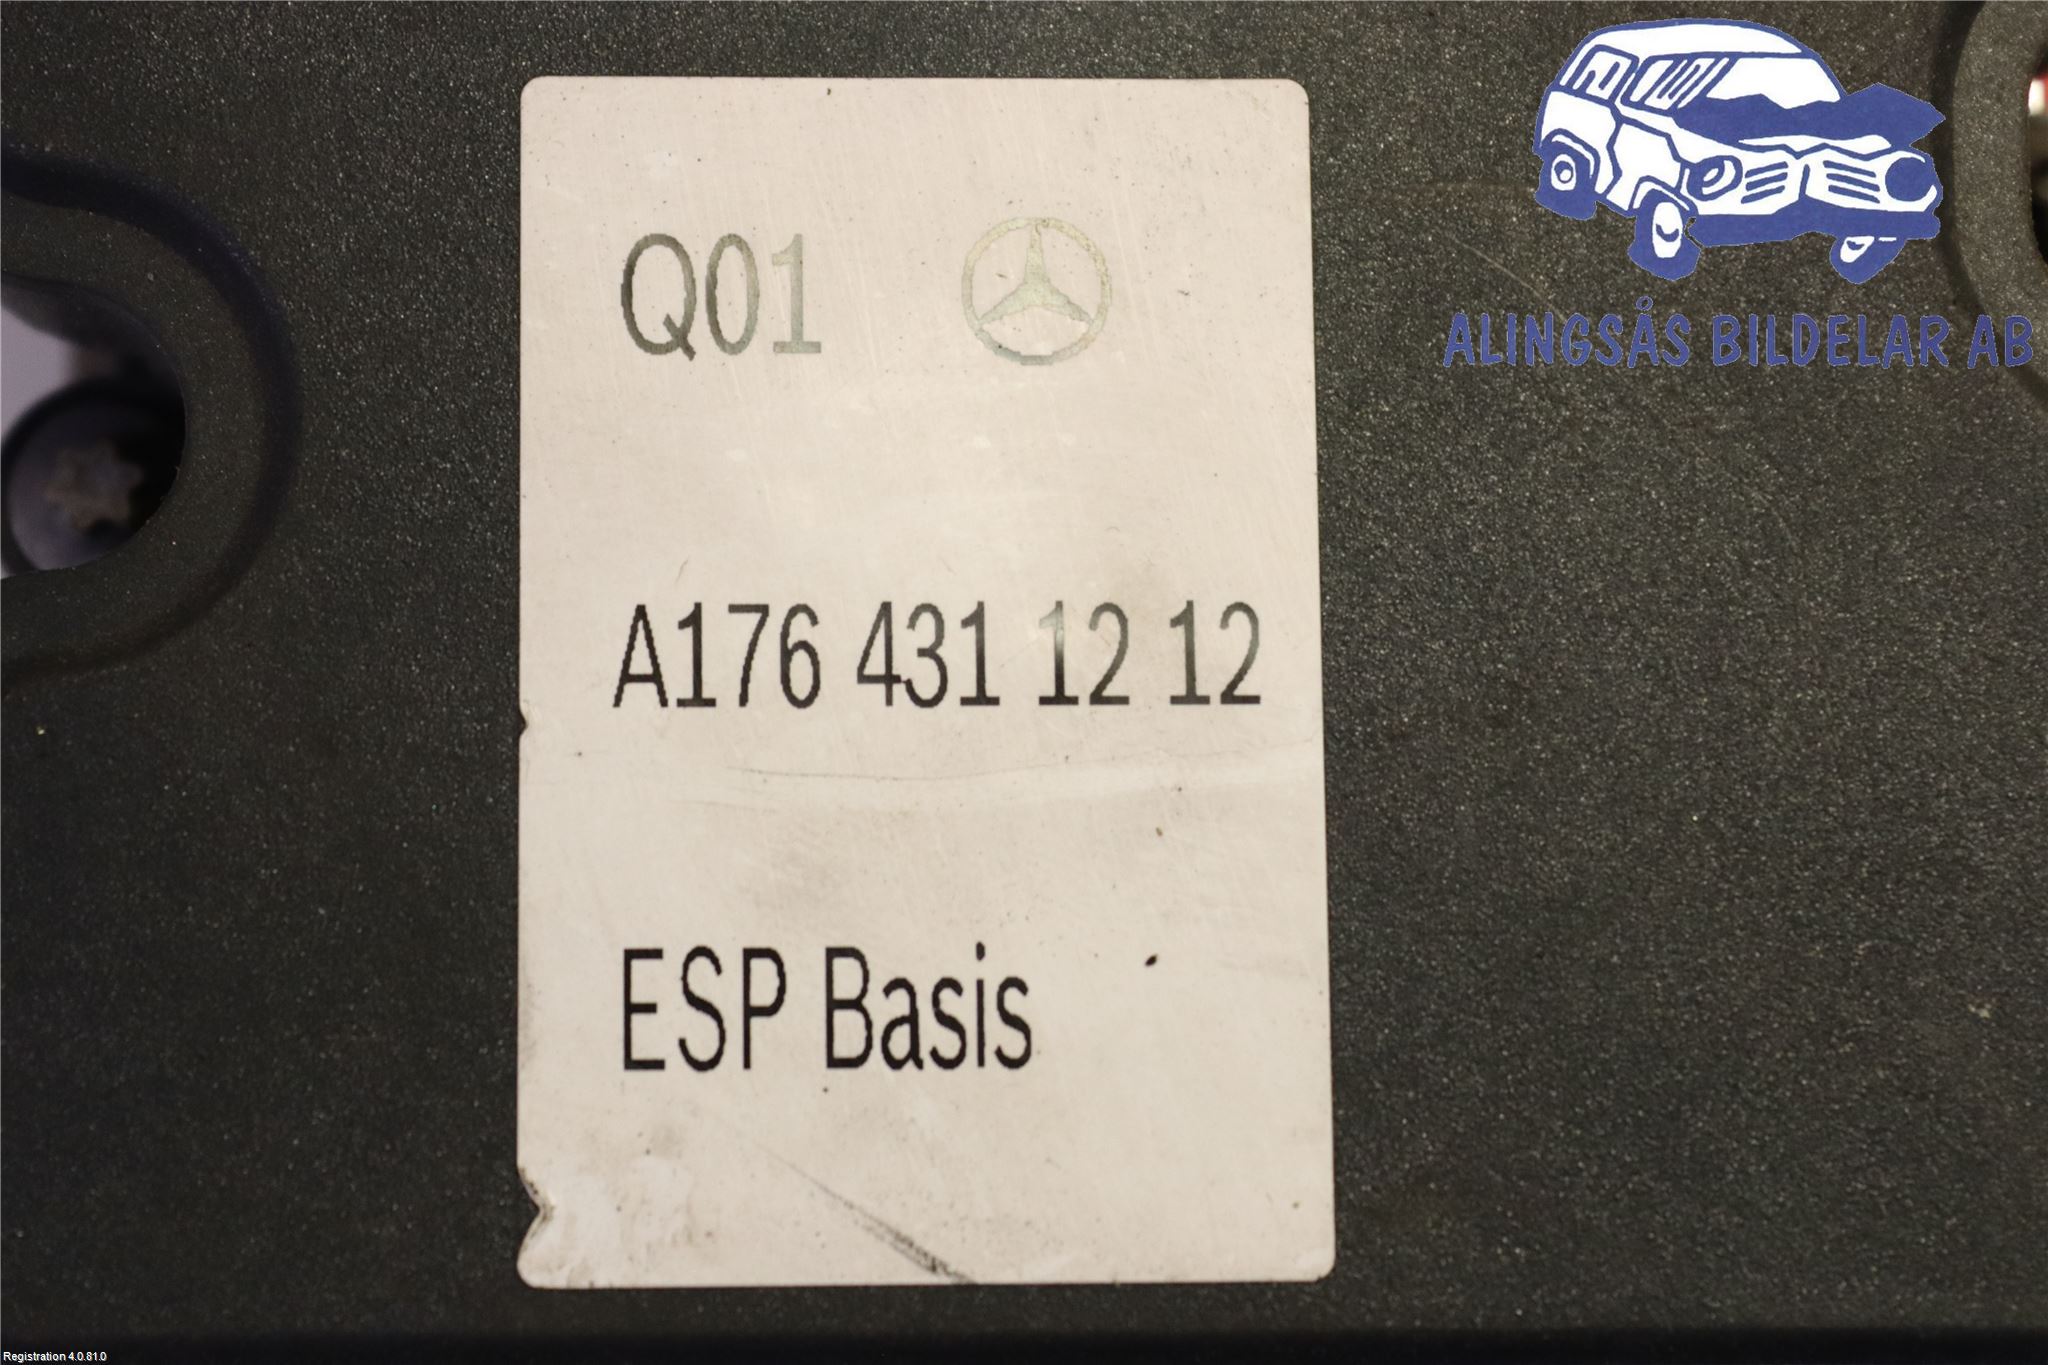 ALINGSÅS BILDELAR AB
Q01
A176 431 12 12
ESP Basis
Registration 4.0.81.0